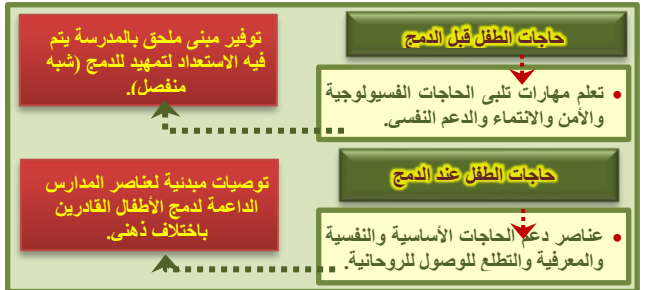 حاجات الطفل قبل الدمج
• تعلم مهارات تلبى الحاجات الفسيولوجية
والأمن والانتماء والدعم النفسى.
توفير مبنى ملحق بالمدرسة يتم
فيه الاستعداد لتمهيد للدمج (شبه
منفصل).
حاجات الطفل عند الدمج
• عناصر دعم الحاجات الأساسية والنفسية
والمعرفية والتطلع للوصول للروحانية.
توصيات مبدئية لعناصر المدارس
الداعمة لدمج الأطفال القادرين
باختلاف ذهنى.